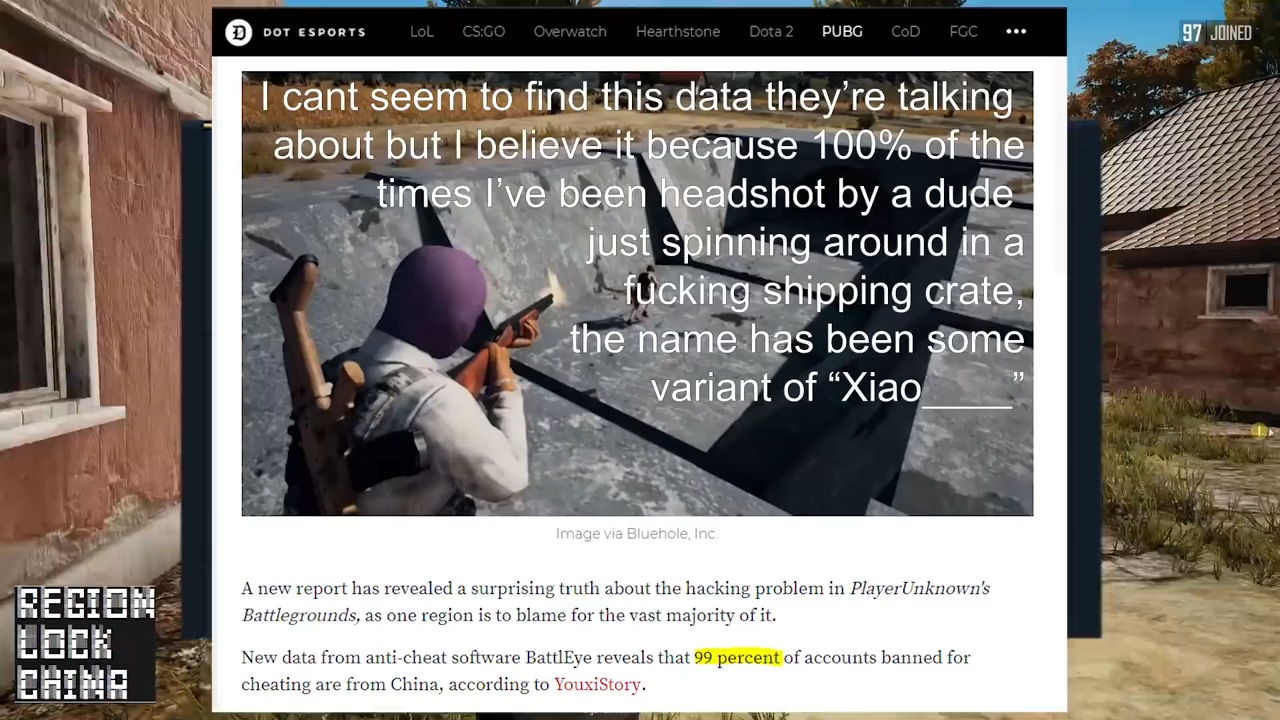 DOT ESPORTS LoL CS:GO Overwatch Hearthstone Dota 2 PUBG CoD FGC •••
97 JOINED
I cant seem to find this data they’re talking
about but I believe it because 100% of the
times I’ve been headshot by a dude
just spinning around in a
fucking shipping crate,
the name has been some
variant of “Xiao____”
Image via Bluehole, Inc.
A new report has revealed a surprising truth about the hacking problem in PlayerUnknown's
Battlegrounds, as one region is to blame for the vast majority of it.
New data from anti-cheat software BattlEye reveals that 99 percent of accounts banned for
cheating are from China, according to YouxiStory.
REGION
LOCK
CHINA